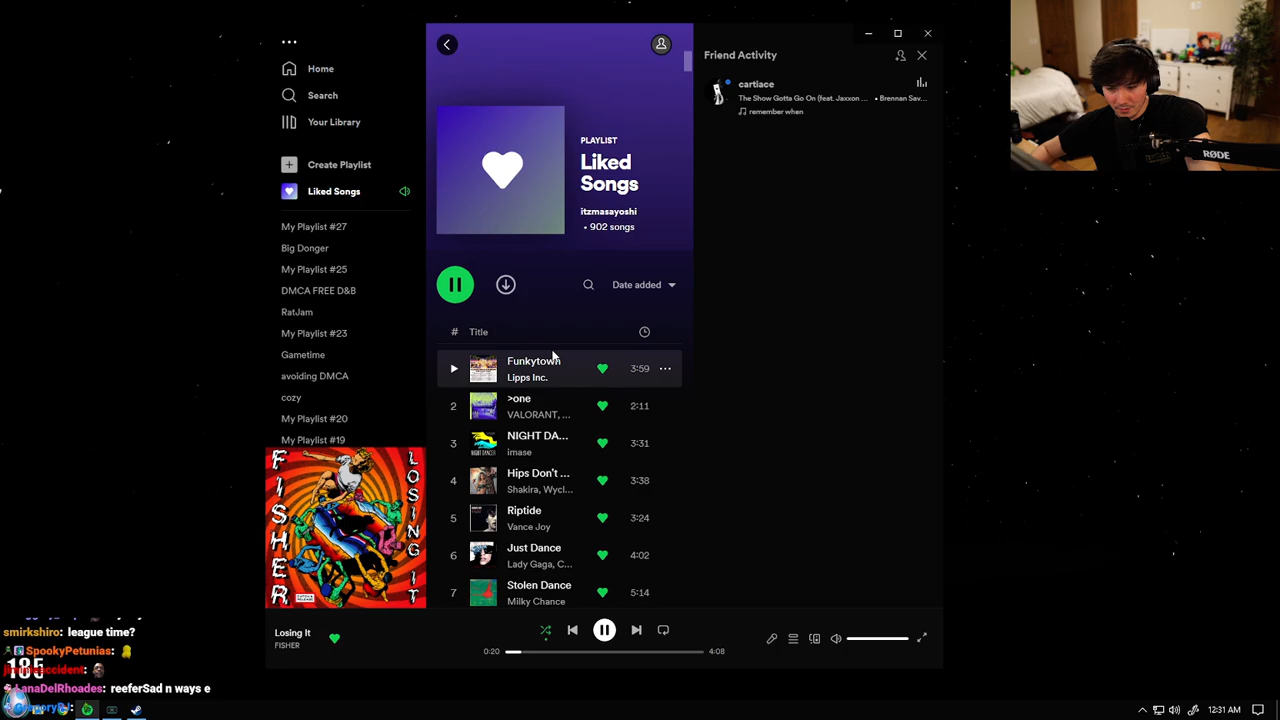 Home
Search
Your Library
Create Playlist
Liked Songs
My Playlist #27
Big Donger
My Playlist #25
DMCA FREE D&B
RatJam
My Playlist #23
Gametime
avoiding DMCA
cozy
My Playlist #20
My Playlist #19
FISHER
LOSING IT
PLAYLIST
Liked
Songs
itzmasayoshi
• 902 songs
Date added
# Title
Funkytown
Lipps Inc.
3:59
2
>one
VALORANT, ...
2:11
3
NIGHT DA...
imase
3:31
4
Hips Don't ...
Shakira, Wycl...
3:38
5
Riptide
Vance Joy
3:24
6
Just Dance
Lady Gaga, C...
4:02
7
Stolen Dance
Milky Chance
5:14
Friend Activity
cartiace
The Show Gotta Go On (feat. Jaxxon ... • Brennan Sav...
remember when
RØDE
Losing It
FISHER
0:20
4:08
smirkshiro: league time?
SpookyPetunias:
185
LanaDelRhoades: reeferSad n ways e
12:31 AM